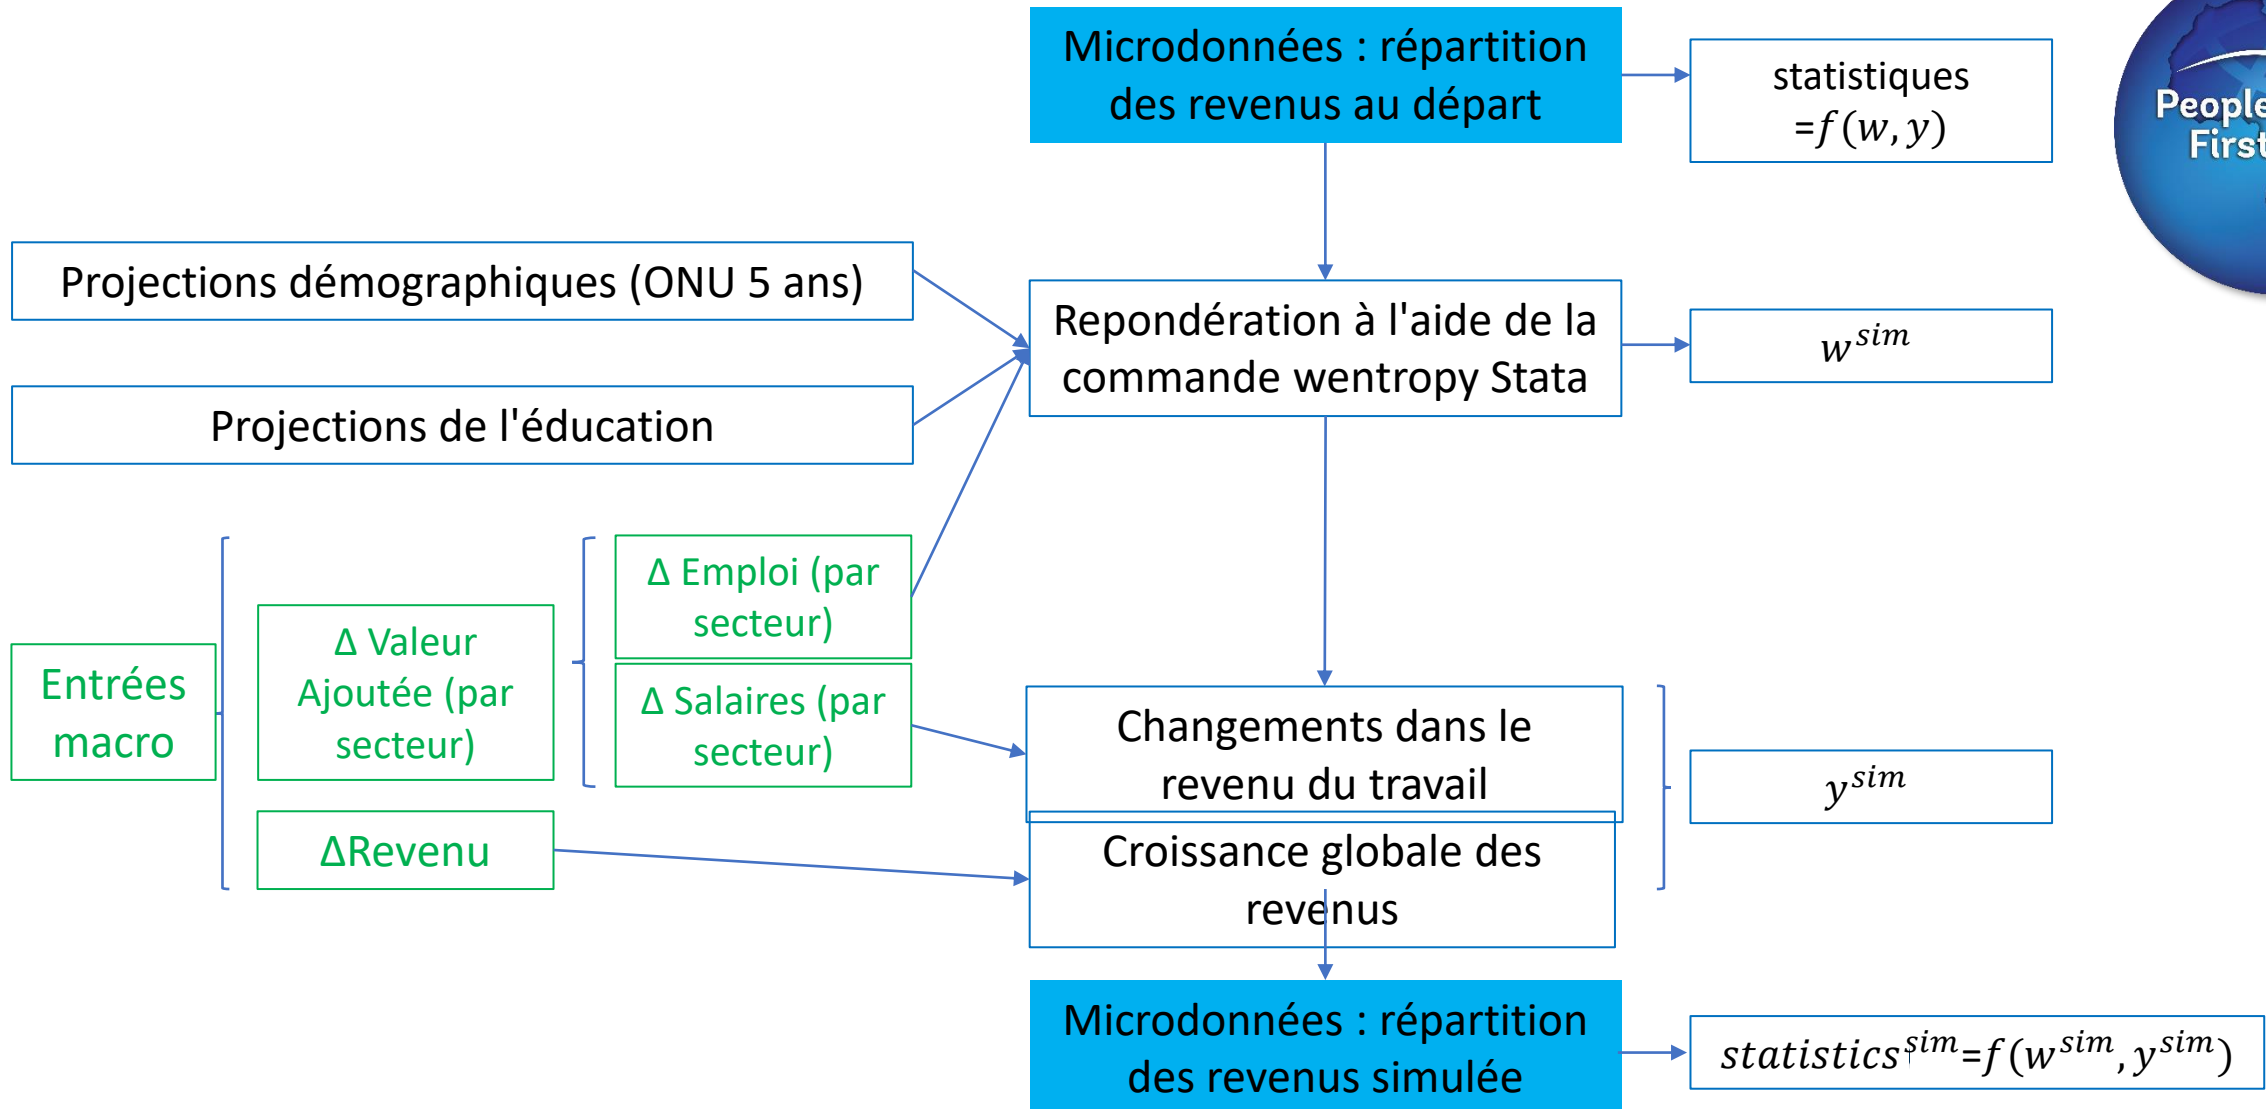 Microdonnées : répartition
des revenus au départ
statistiques
=f(w, y)
People
First
Projections démographiques (ONU 5 ans)
Repondération à l'aide de la
commande wentropy Stata
w^sim
Projections de l'éducation
Δ Emploi (par
secteur)
Δ Valeur
Ajoutée (par
secteur)
Entrées
macro
Δ Salaires (par
secteur)
Changements dans le
revenu du travail
y^sim
ΔRevenu
Croissance globale des
revenus
Microdonnées : répartition
des revenus simulée
statistics^sim=f(w^sim, y^sim)